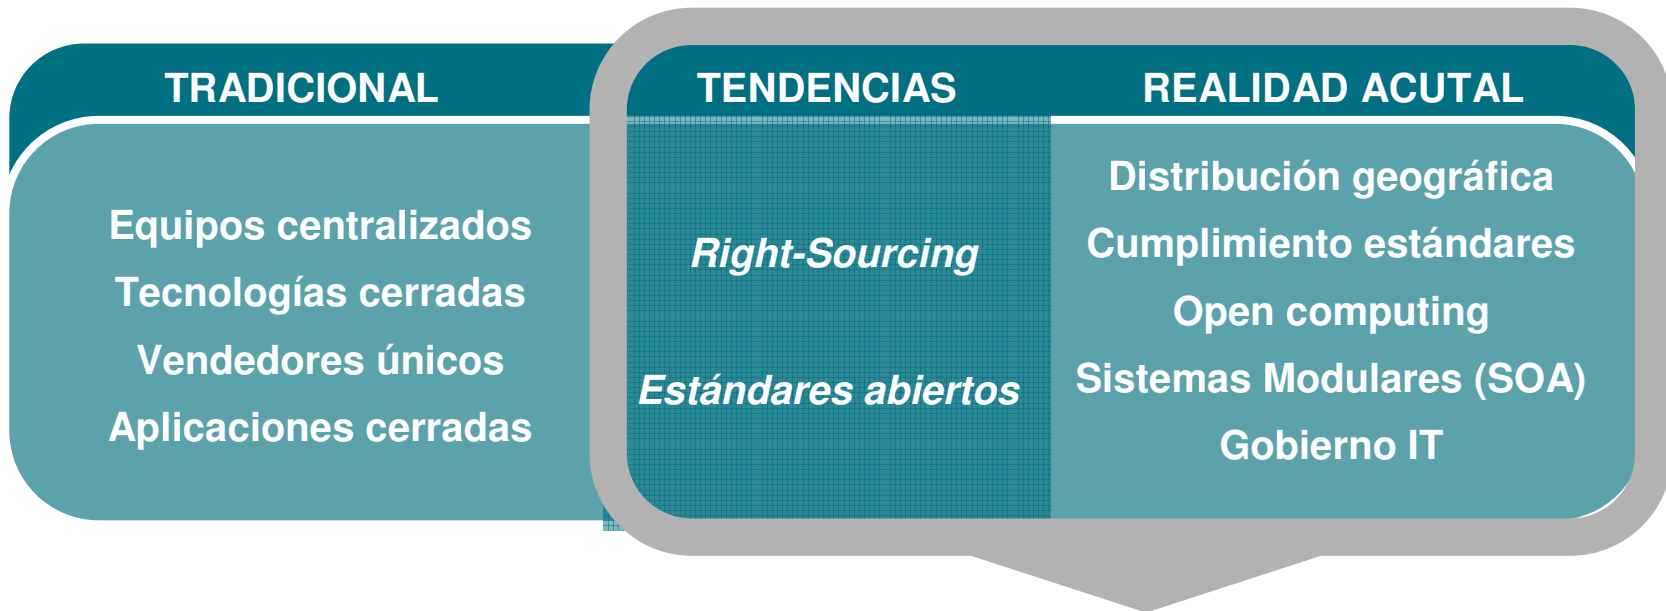 TRADICIONAL
Equipos centralizados
Tecnologías cerradas
Vendedores únicos
Aplicaciones cerradas
TENDENCIAS
Right-Sourcing
Estándares abiertos
REALIDAD ACUTAL
Distribución geográfica
Cumplimiento estándares
Open computing
Sistemas Modulares (SOA)
Gobierno IT